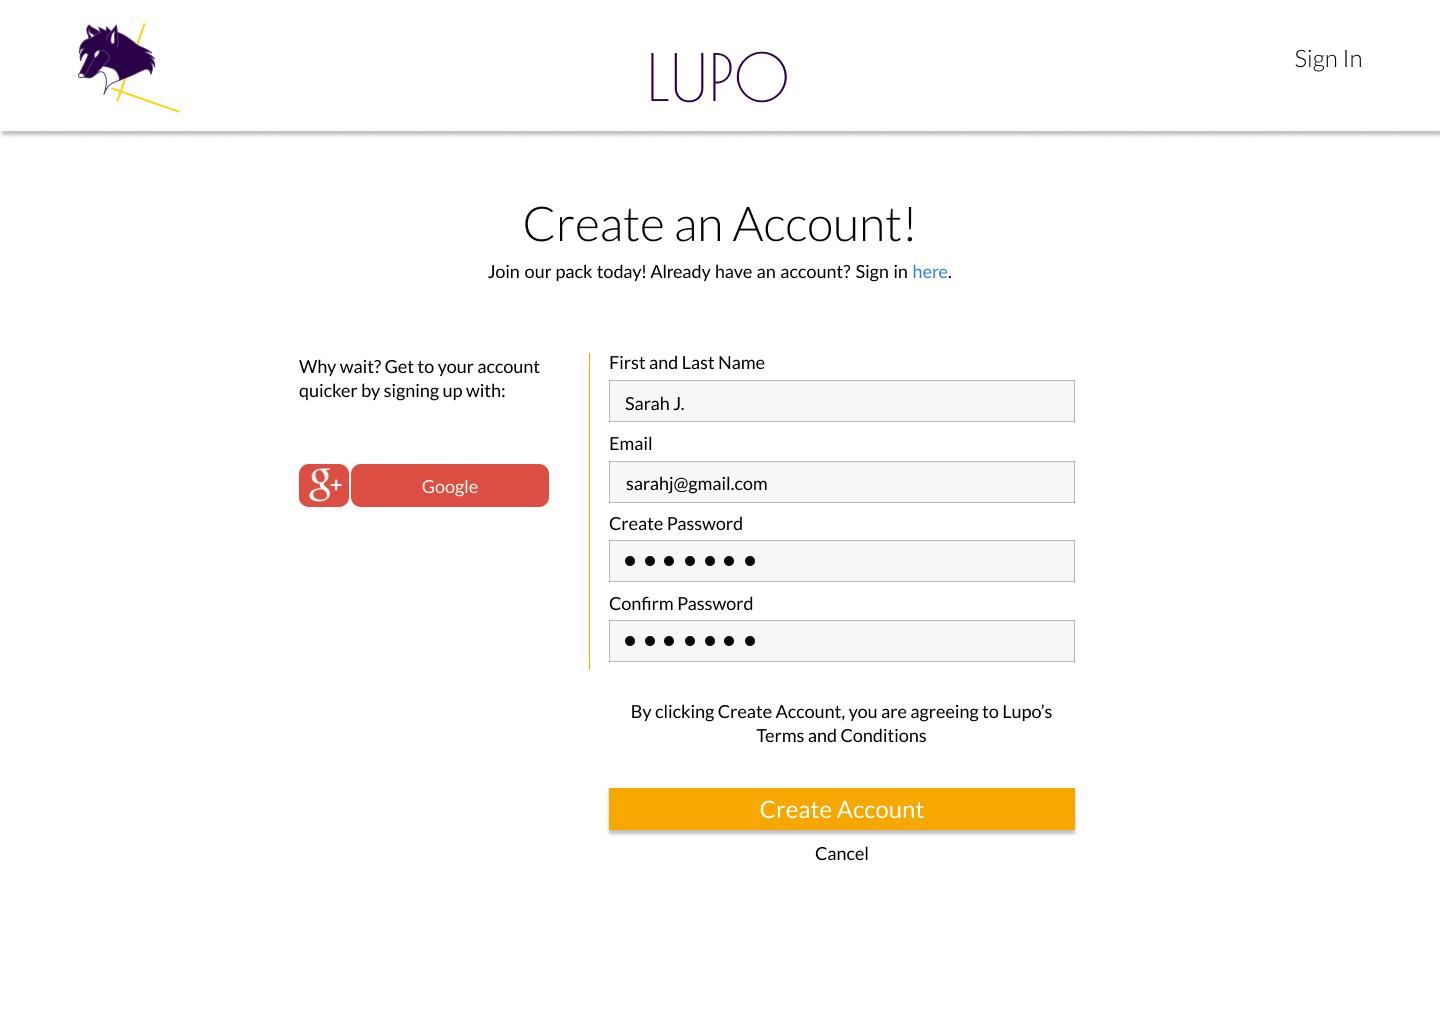 LUPO
Sign In
Create an Account!
Join our pack today! Already have an account? Sign in here.
Why wait? Get to your account
quicker by signing up with:
g+ Google
First and Last Name
Sarah J.
Email
sarahj@gmail.com
Create Password
Confirm Password
By clicking Create Account, you are agreeing to Lupo’s
Terms and Conditions
Create Account
Cancel